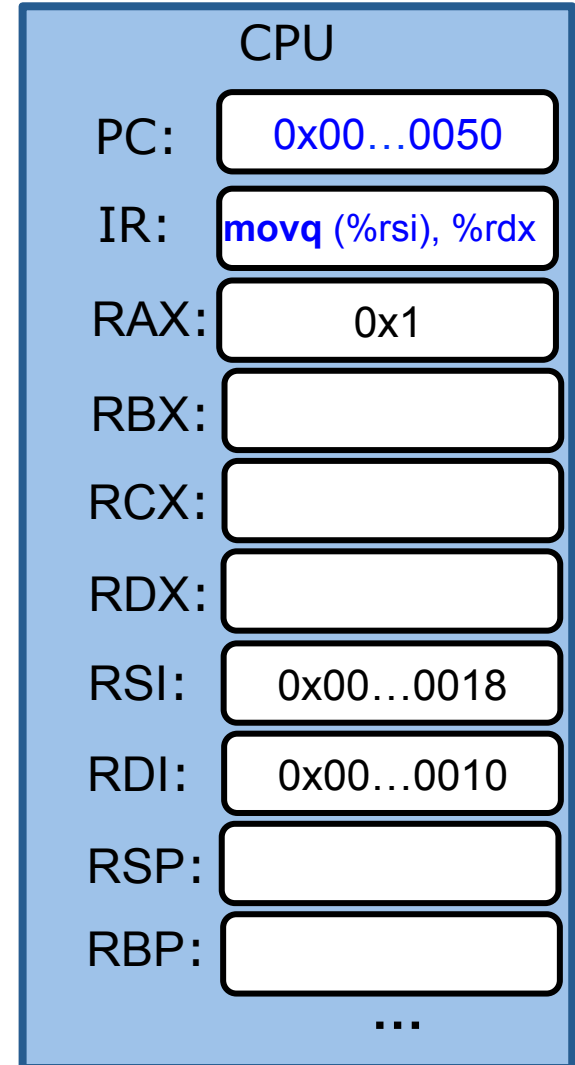 CPU
PC: 0x00…0050
IR: movq (%rsi), %rdx
RAX: 0x1
RBX:
RCX:
RDX:
RSI: 0x00…0018
RDI: 0x00…0010
RSP:
RBP:
…